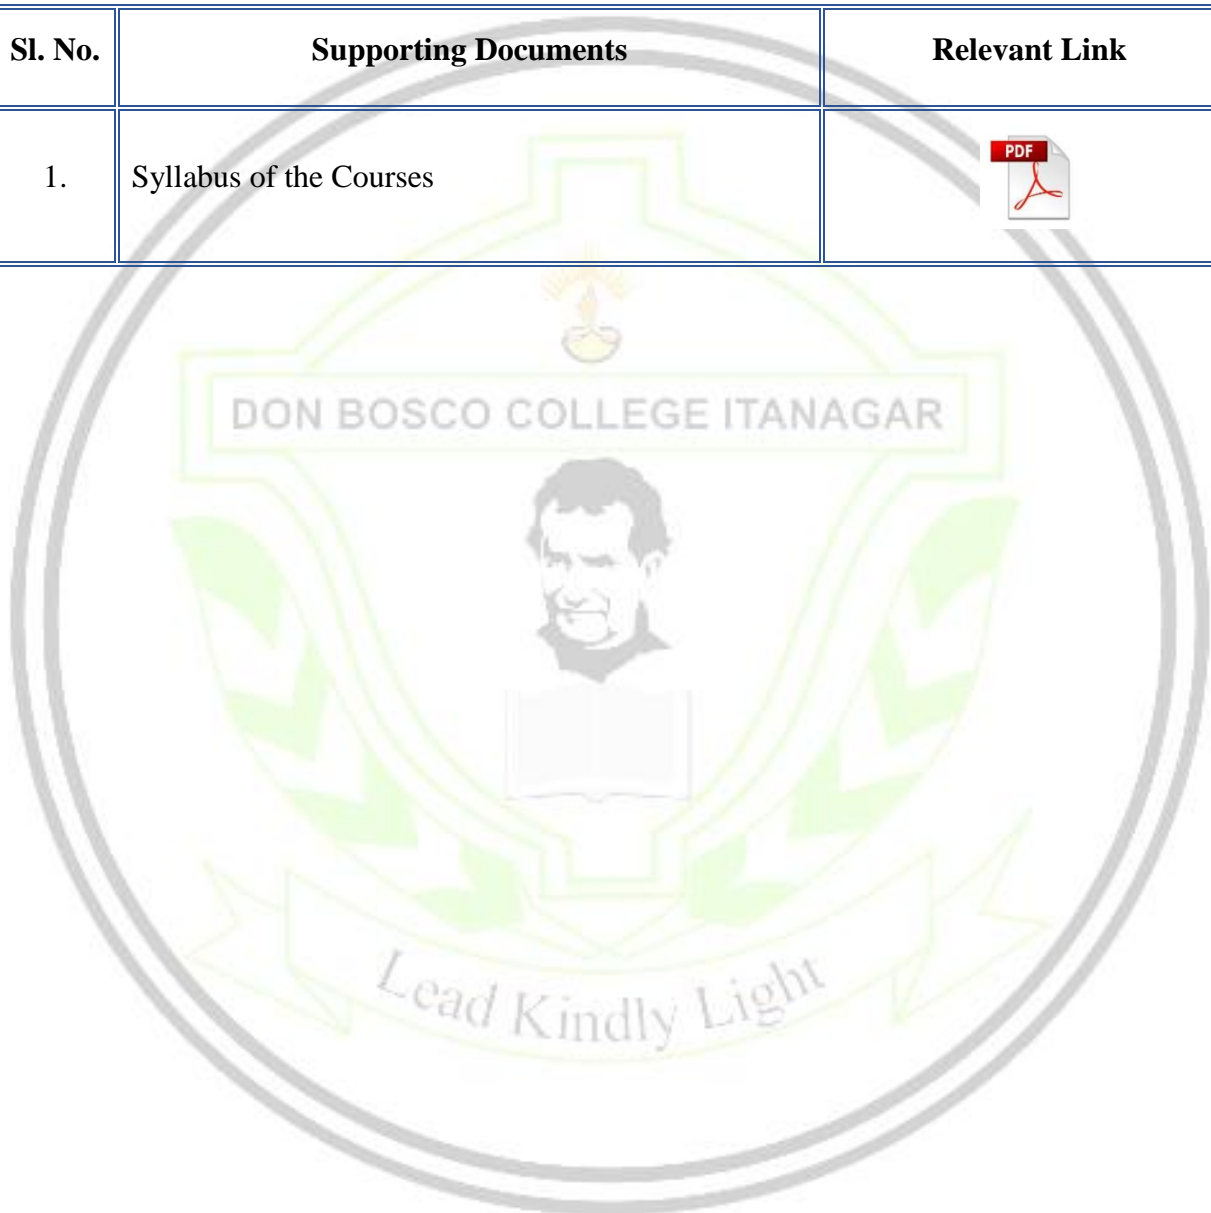 Sl. No. Supporting Documents Relevant Link
PDF
1. Syllabus of the Courses
DON BOSCO COLLEGE ITANAGAR
Lead Kindly Light